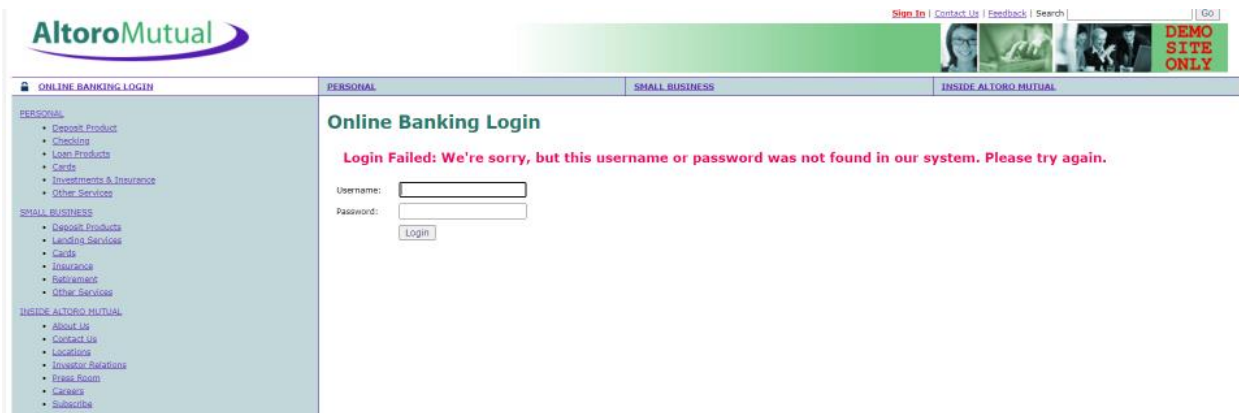 Sign In | Contact Us | Feedback | Search Go
AltoroMutual
DEMO
SITE
ONLY
ONLINE BANKING LOGIN
PERSONAL
SMALL BUSINESS
INSIDE ALTORO MUTUAL
PERSONAL
Deposit Product
Checking
Loan Products
Cards
Investments & Insurance
Other Services
SMALL BUSINESS
Deposit Products
Lending Services
Cards
Insurance
Retirement
Other Services
INSIDE ALTORO MUTUAL
About Us
Contact Us
Locations
Investor Relations
Press Room
Careers
Subscribe
Online Banking Login
Login Failed: We're sorry, but this username or password was not found in our system. Please try again.
Username:
Password:
Login